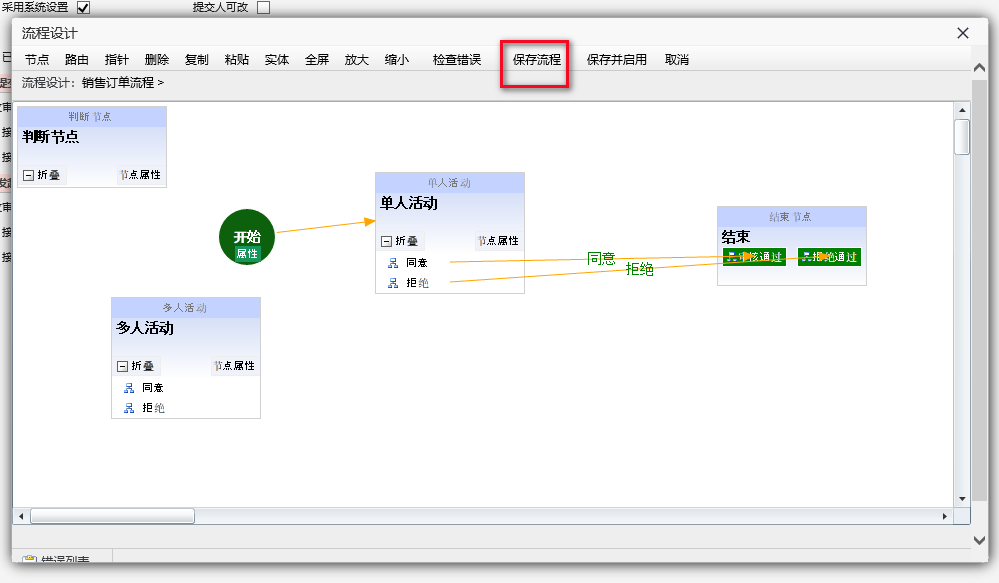 采用系统设置 提交人可改
流程设计
节点 路由 指针 删除 复制 粘贴 实体 全屏 放大 缩小 检查错误 保存流程 保存并启用 取消
流程设计: 销售订单流程 >
判断 节点
判断节点
折叠 节点属性
单人活动
单人活动
折叠 节点属性
同意
拒绝
开始
属性
同意
拒绝
结束 节点
结束
审核通过 拒绝通过
多人活动
多人活动
折叠 节点属性
同意
拒绝
错误列表